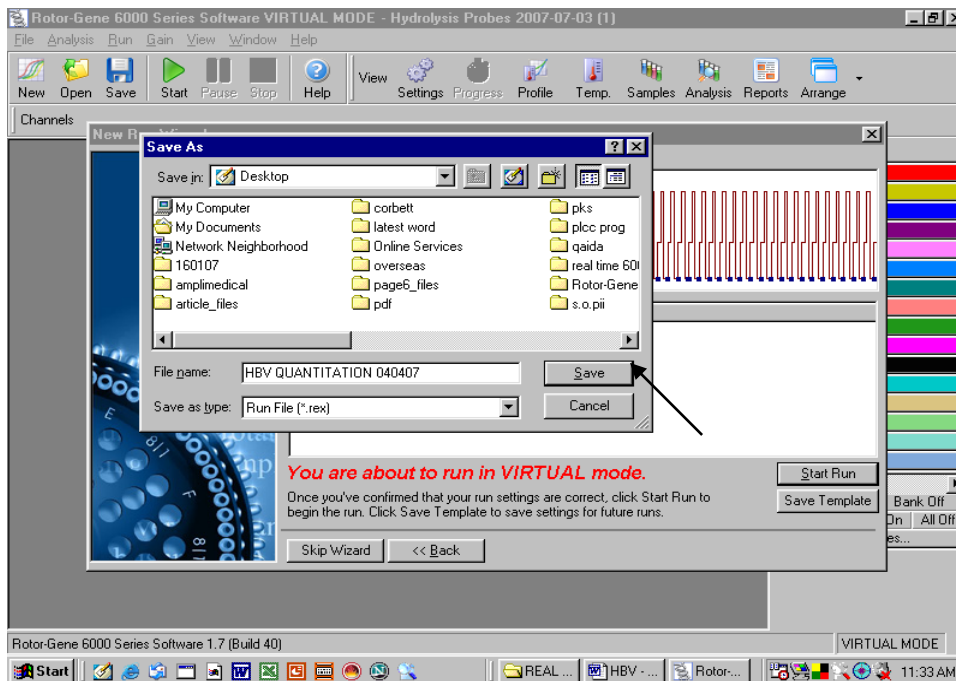 Rotor-Gene 6000 Series Software VIRTUAL MODE - Hydrolysis Probes 2007-07-03 (1)
File Analysis Run Gain View Window Help
New Open Save Start Pause Stop Help View Settings Progress Profile Temp. Samples Analysis Reports Arrange
Channels
Save As
Save in: Desktop
My Computer corbett pks
My Documents latest word plcc prog
Network Neighborhood Online Services qaida
160107 overseas real time 60
amplimedical page6_files Rotor-Gene
article_files pdf s.o.pii
File name: HBV QUANTITATION 040407 Save
Save as type: Run File (*.rex) Cancel
You are about to run in VIRTUAL mode.
Start Run
Once you've confirmed that your run settings are correct, click Start Run to
begin the run. Click Save Template to save settings for future runs.
Save Template
Bank Off
On All Off
es...
Skip Wizard << Back
Rotor-Gene 6000 Series Software 1.7 (Build 40) VIRTUAL MODE
Start REAL ... HBV - ... Rotor-... 11:33 AM